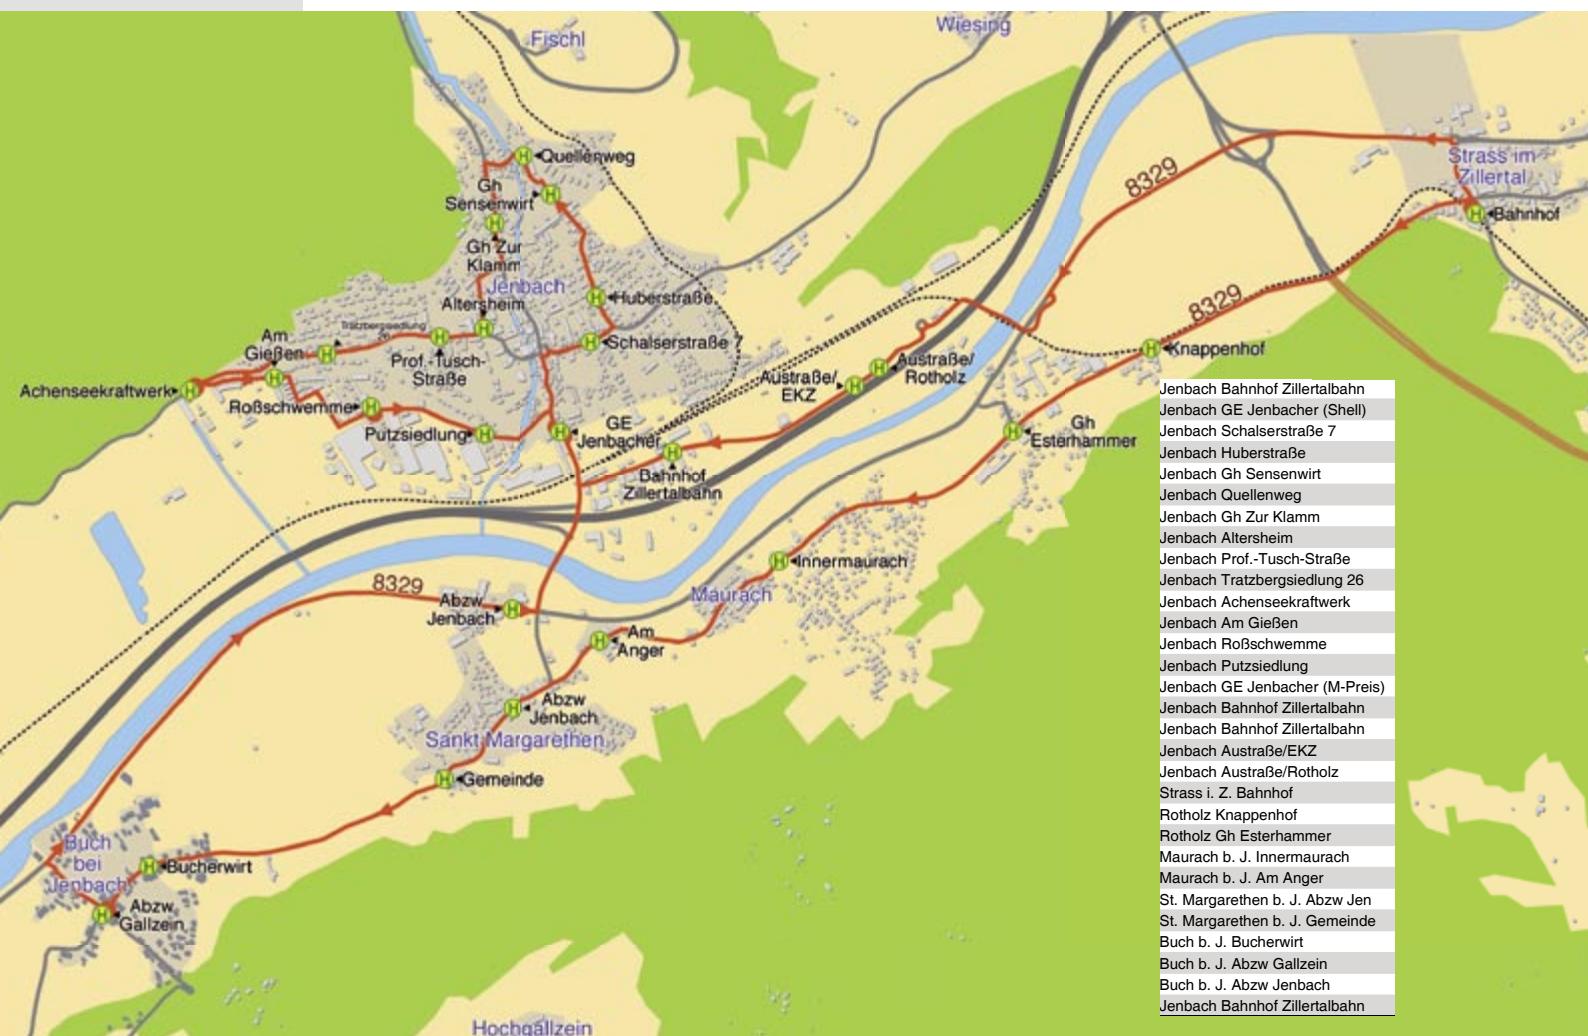 Fischl
Wiesing
Quellenweg
Gh
Sensenwirt
Gh Zur
Klamm
Jenbach
Altersheim
Huberstraße
Schalserstraße 7
Am
Gießen
Tratzbergsiedlung
26
Prof.-Tusch-
Straße
Achenseekraftwerk
Roßschwemme
Putzsiedlung
GE
Jenbacher
Bahnhof
Zillertalbahn
Austraße/
EKZ
Austraße/
Rotholz
8329
Strass im
Zillertal
Bahnhof
8329
Knappenhof
Gh
Esterhammer
Innermaurach
Maurach
8329
Abzw
Jenbach
Am
Anger
Abzw
Jenbach
Sankt Margarethen
Gemeinde
Buch
bei
Jenbach
Bucherwirt
Abzw
Gallzein
Hochgallzein
Jenbach Bahnhof Zillertalbahn
Jenbach GE Jenbacher (Shell)
Jenbach Schalserstraße 7
Jenbach Huberstraße
Jenbach Gh Sensenwirt
Jenbach Quellenweg
Jenbach Gh Zur Klamm
Jenbach Altersheim
Jenbach Prof.-Tusch-Straße
Jenbach Tratzbergsiedlung 26
Jenbach Achenseekraftwerk
Jenbach Am Gießen
Jenbach Roßschwemme
Jenbach Putzsiedlung
Jenbach GE Jenbacher (M-Preis)
Jenbach Bahnhof Zillertalbahn
Jenbach Bahnhof Zillertalbahn
Jenbach Austraße/EKZ
Jenbach Austraße/Rotholz
Strass i. Z. Bahnhof
Rotholz Knappenhof
Rotholz Gh Esterhammer
Maurach b. J. Innermaurach
Maurach b. J. Am Anger
St. Margarethen b. J. Abzw Jen
St. Margarethen b. J. Gemeinde
Buch b. J. Bucherwirt
Buch b. J. Abzw Gallzein
Buch b. J. Abzw Jenbach
Jenbach Bahnhof Zillertalbahn